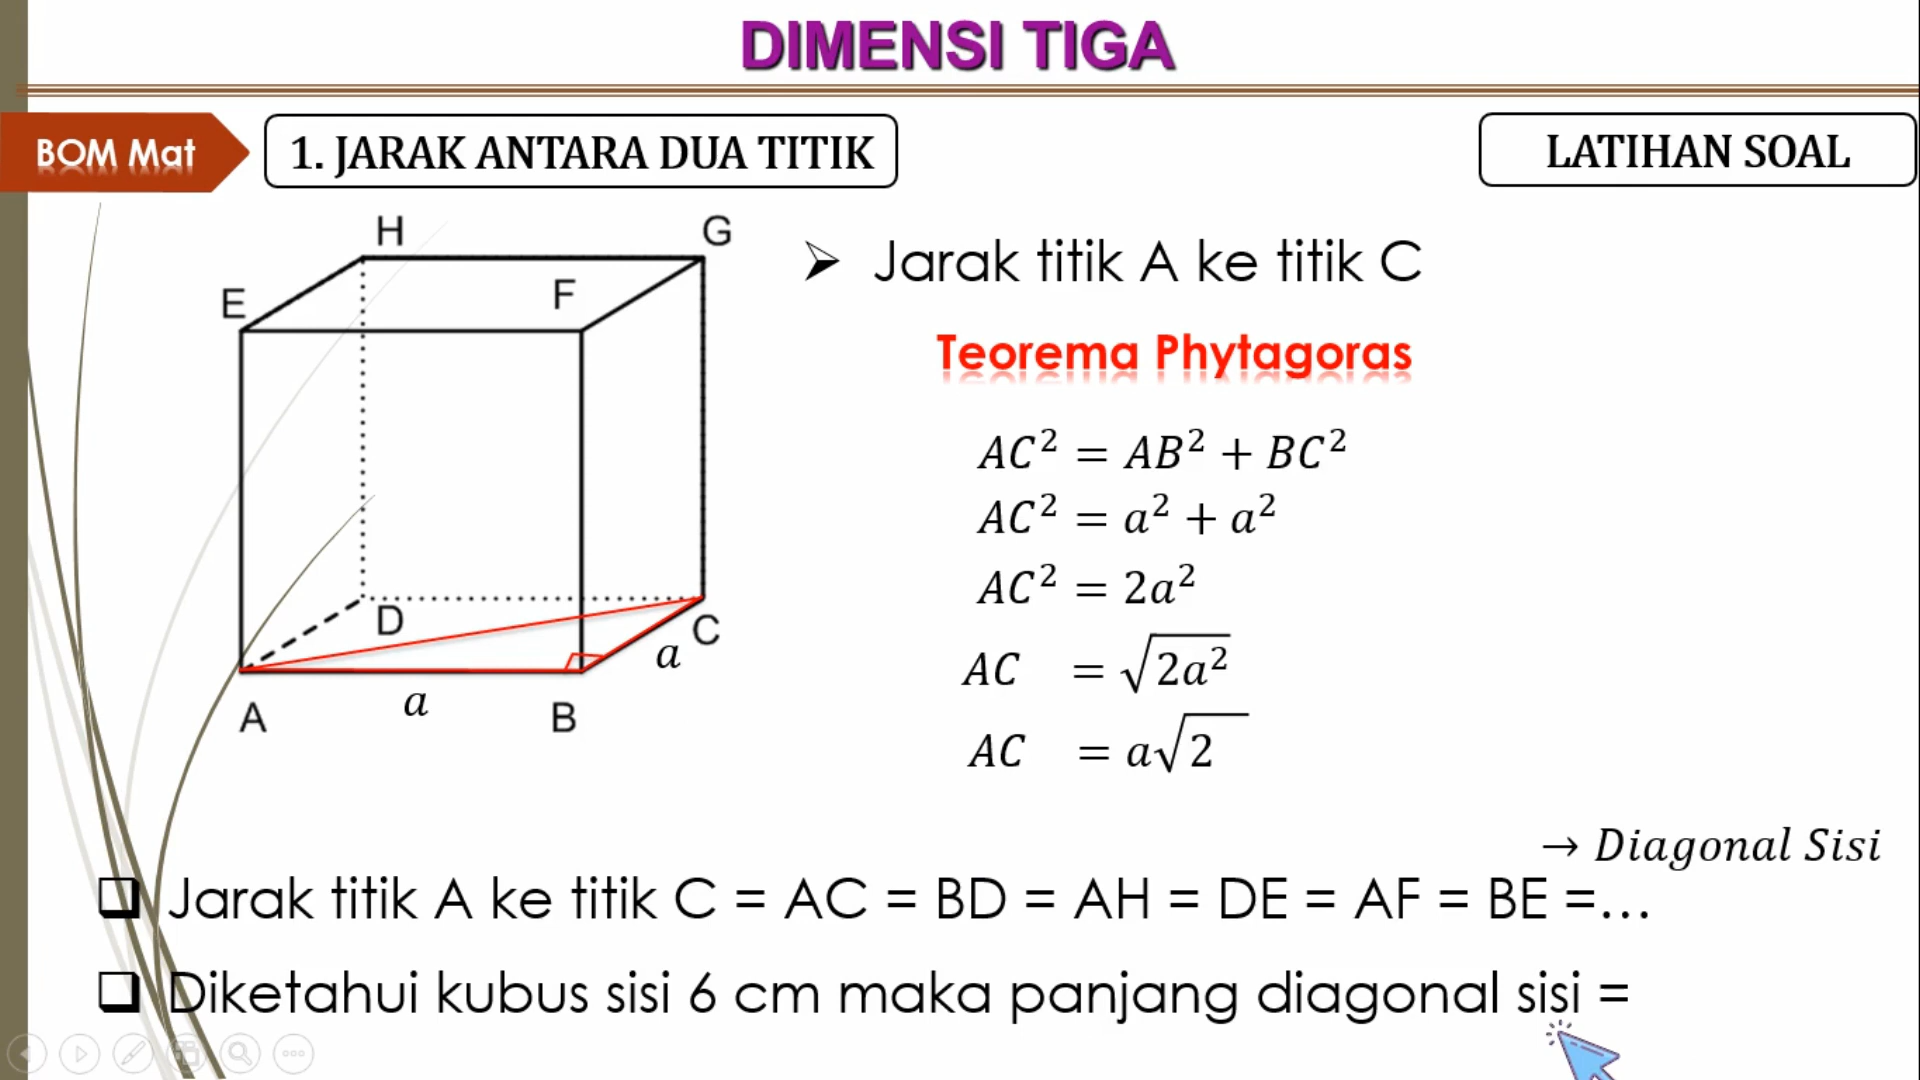 DIMENSI TIGA
BOM Mat
1. JARAK ANTARA DUA TITIK
LATIHAN SOAL
H
G
E
F
D
C
a
a
A
B
➢ Jarak titik A ke titik C
Teorema Phytagoras
AC² = AB² + BC²
AC² = a² + a²
AC² = 2a²
AC = √2a²
AC = a√2
→ Diagonal Sisi
❑ Jarak titik A ke titik C = AC = BD = AH = DE = AF = BE =...
❑ Diketahui kubus sisi 6 cm maka panjang diagonal sisi =